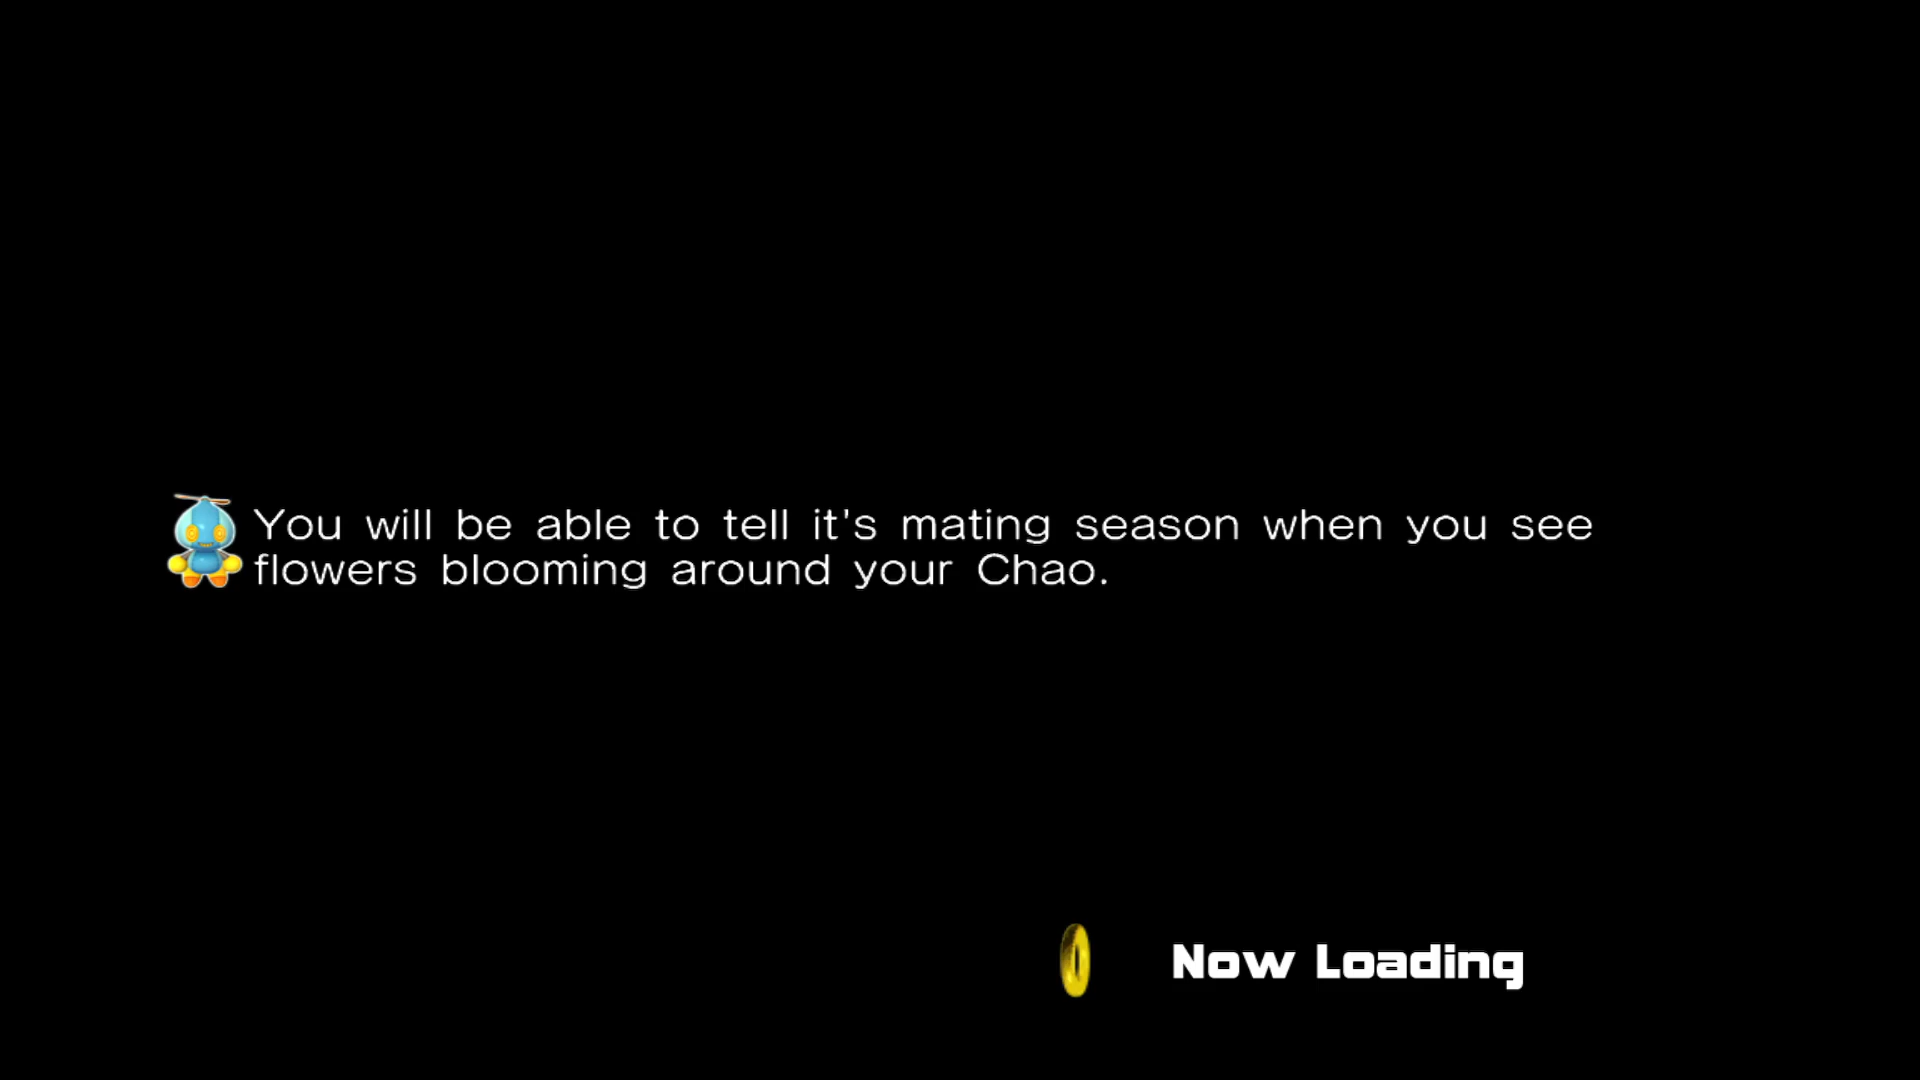 You will be able to tell it's mating season when you see
flowers blooming around your Chao.
Now Loading